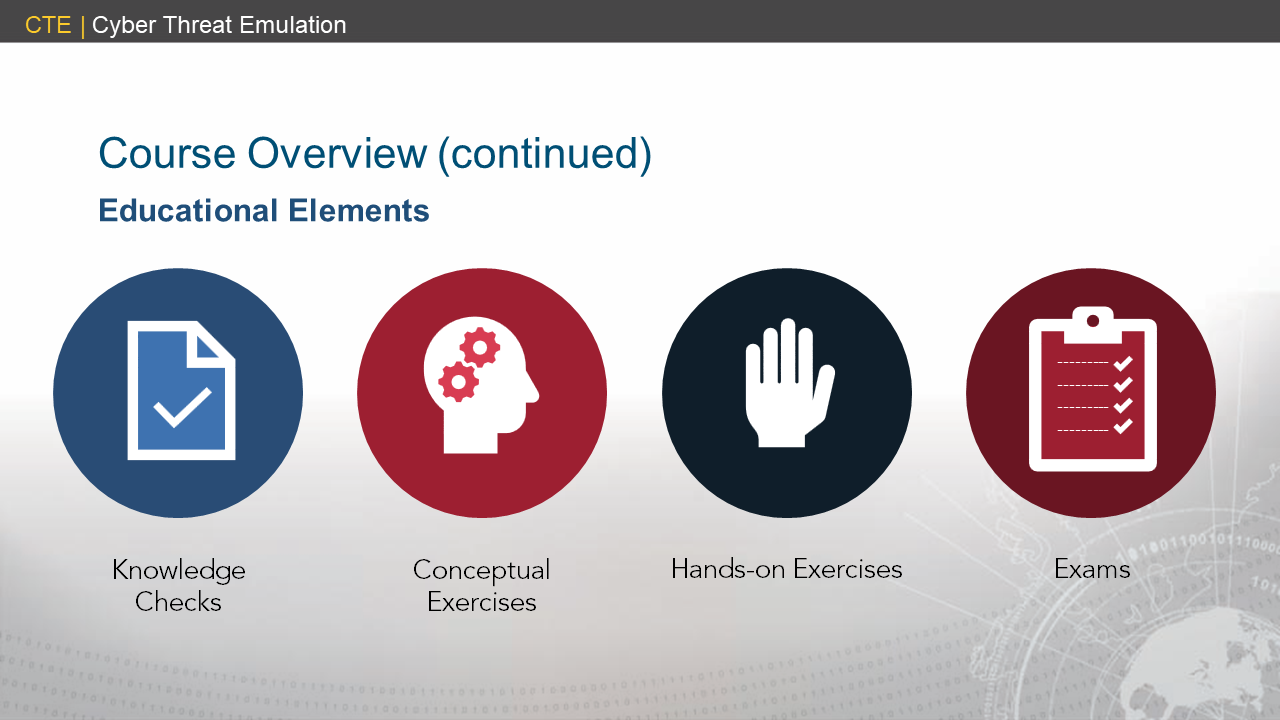 CTE | Cyber Threat Emulation
Course Overview (continued)
Educational Elements
Knowledge
Checks
Conceptual
Exercises
Hands-on Exercises
Exams